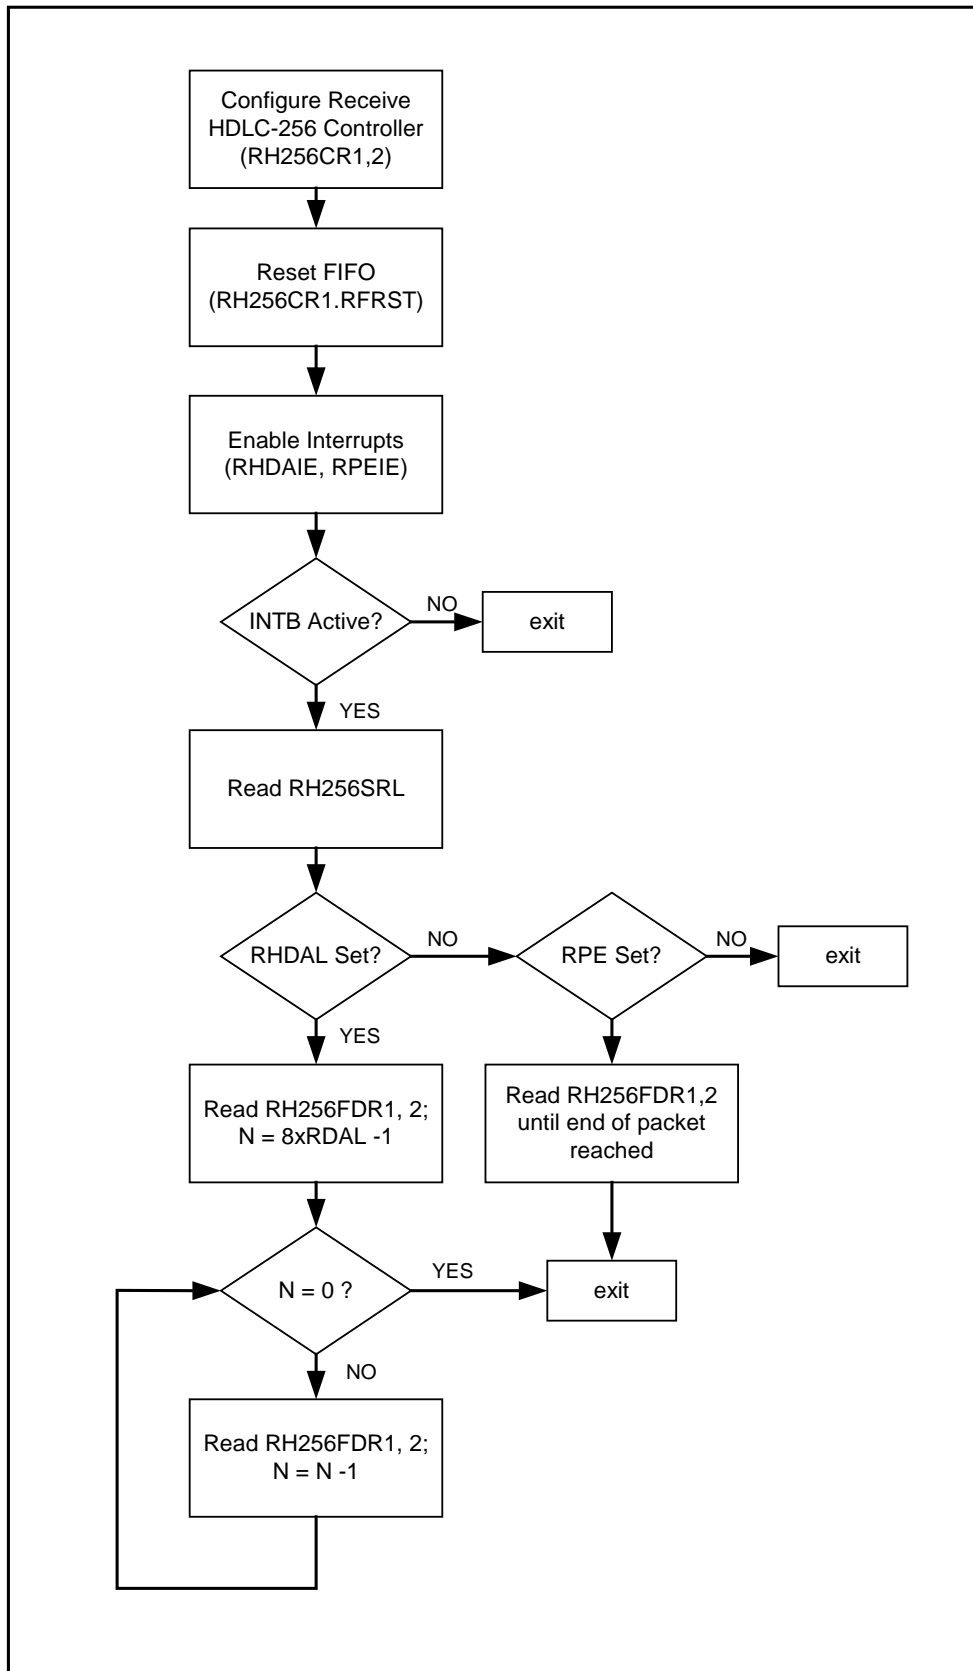 Configure Receive
HDLC-256 Controller
(RH256CR1,2)
Reset FIFO
(RH256CR1.RFRST)
Enable Interrupts
(RHDAIE, RPEIE)
INTB Active?
NO
exit
YES
Read RH256SRL
RHDAL Set?
NO
RPE Set?
NO
exit
YES
Read RH256FDR1, 2;
N = 8xRDAL -1
Read RH256FDR1,2
until end of packet
reached
N = 0 ?
YES
exit
NO
Read RH256FDR1, 2;
N = N -1